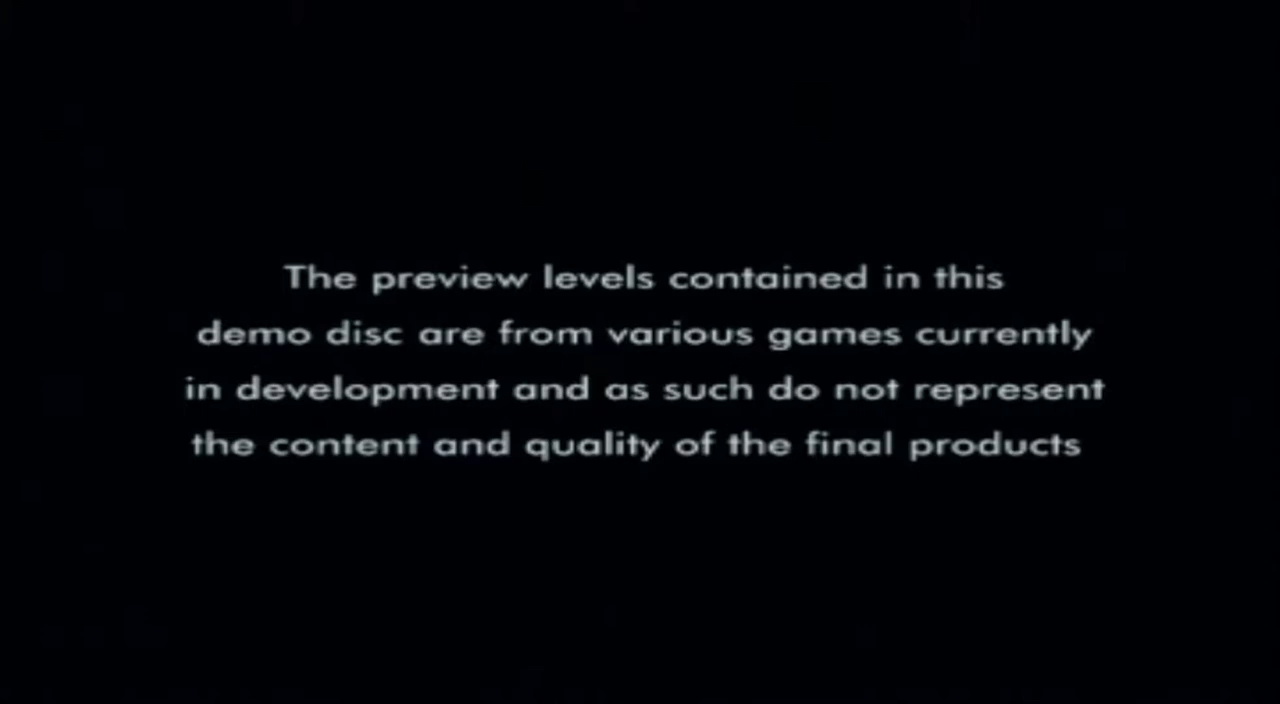 The preview levels contained in this
demo disc are from various games currently
in development and as such do not represent
the content and quality of the final products